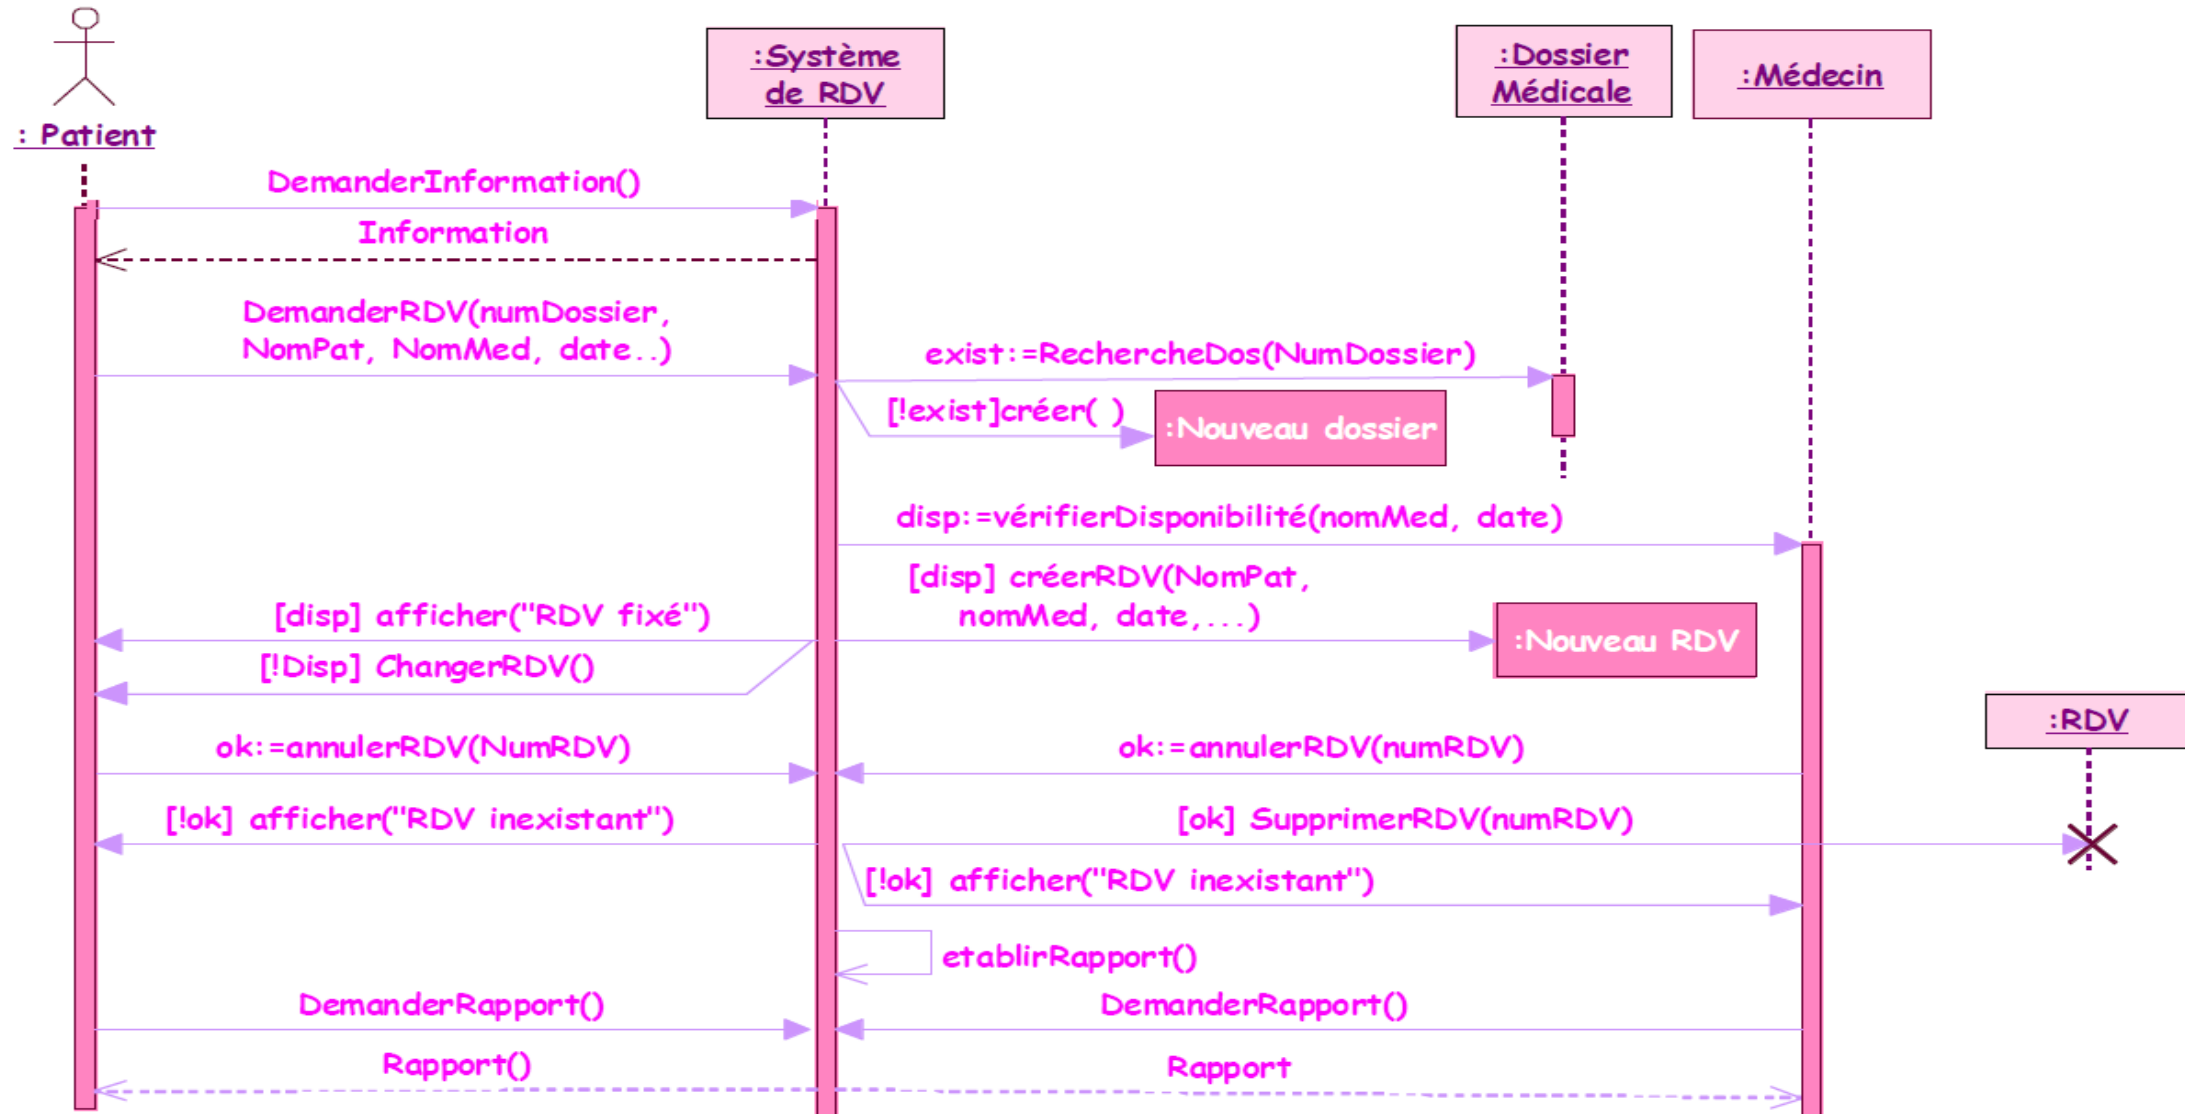 :Système
de RDV
:Dossier
Médicale
:Médecin
: Patient
DemanderInformation()
Information
DemanderRDV(numDossier,
NomPat, NomMed, date..)
exist:=RechercheDos(NumDossier)
[!exist]créer( )
:Nouveau dossier
disp:=vérifierDisponibilité(nomMed, date)
[disp] créerRDV(NomPat,
nomMed, date,...)
[disp] afficher("RDV fixé")
:Nouveau RDV
[!Disp] ChangerRDV()
:RDV
ok:=annulerRDV(NumRDV)
ok:=annulerRDV(numRDV)
[!ok] afficher("RDV inexistant")
[ok] SupprimerRDV(numRDV)
[!ok] afficher("RDV inexistant")
etablirRapport()
DemanderRapport()
DemanderRapport()
Rapport()
Rapport